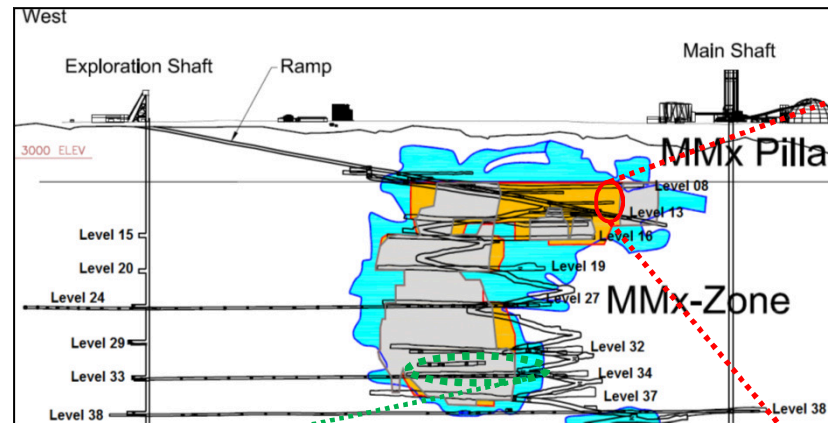 West
Exploration Shaft
Ramp
Main Shaft
3000 ELEV
MMx Pilla
Level 08
Level 13
Level 15
Level 16
Level 20
Level 19
Level 24
Level 27
MMx-Zone
Level 29
Level 32
Level 33
Level 34
Level 37
Level 38
Level 38